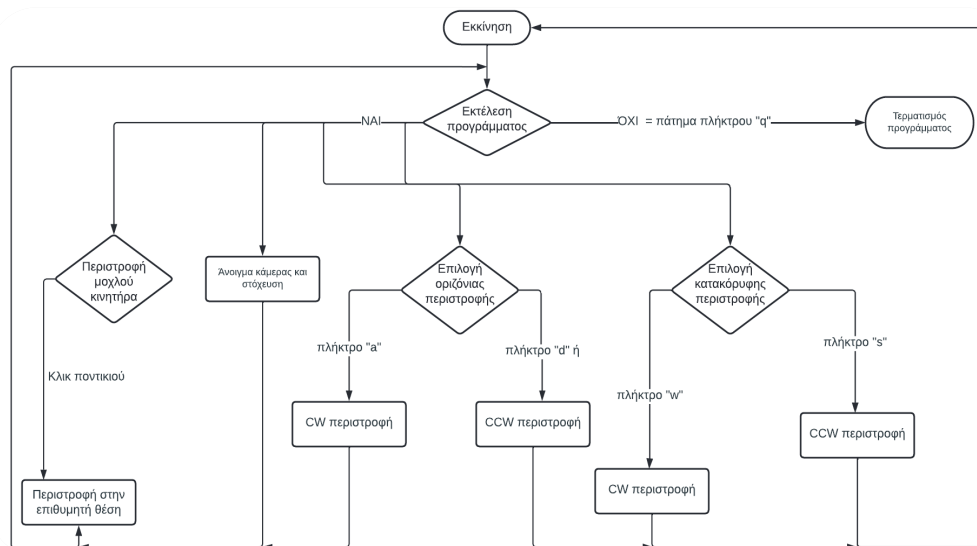 Εκκίνηση
Εκτέλεση
προγράμματος
ΝΑΙ
ΌΧΙ = πάτημα πλήκτρου "q"
Τερματισμός
προγράμματος
Περιστροφή
μοχλού
κινητήρα
Άνοιγμα κάμερας και
στόχευση
Επιλογή
οριζόνιας
περιστροφής
Επιλογή
κατακόρυφης
περιστροφής
πλήκτρο "a"
πλήκτρο "d" ή
πλήκτρο "w"
πλήκτρο "s"
Κλικ ποντικιού
CW περιστροφή
CCW περιστροφή
CW περιστροφή
CCW περιστροφή
Περιστροφή στην
επιθυμητή θέση